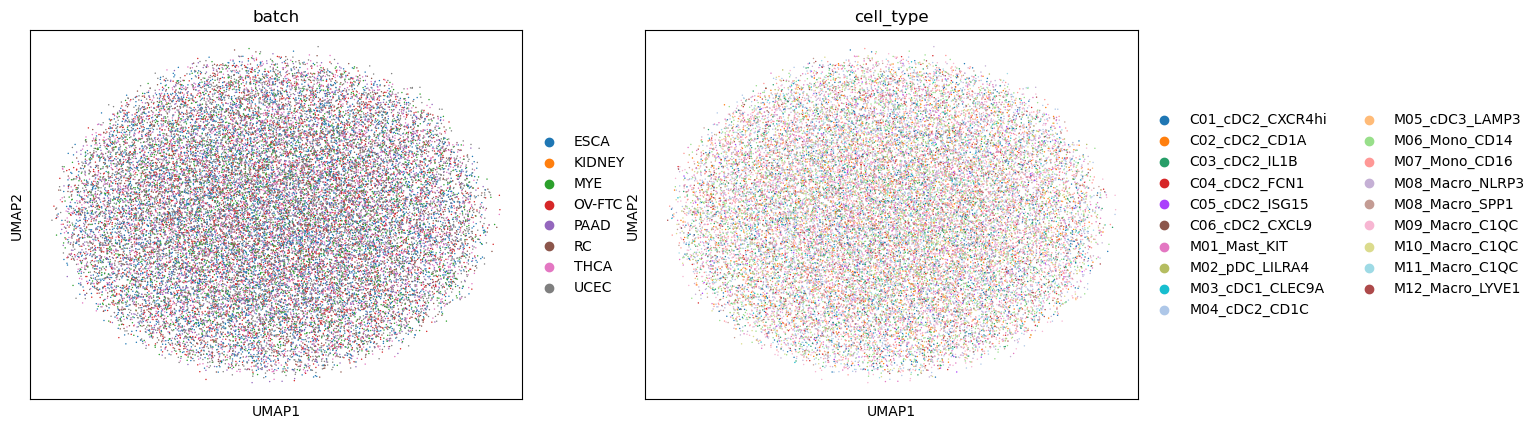 batch
UMAP2
UMAP1
ESCA
KIDNEY
MYE
OV-FTC
PAAD
RC
THCA
UCEC
cell_type
UMAP2
UMAP1
C01_cDC2_CXCR4hi
C02_cDC2_CD1A
C03_cDC2_IL1B
C04_cDC2_FCN1
C05_cDC2_ISG15
C06_cDC2_CXCL9
M01_Mast_KIT
M02_pDC_LILRA4
M03_cDC1_CLEC9A
M04_cDC2_CD1C
M05_cDC3_LAMP3
M06_Mono_CD14
M07_Mono_CD16
M08_Macro_NLRP3
M08_Macro_SPP1
M09_Macro_C1QC
M10_Macro_C1QC
M11_Macro_C1QC
M12_Macro_LYVE1